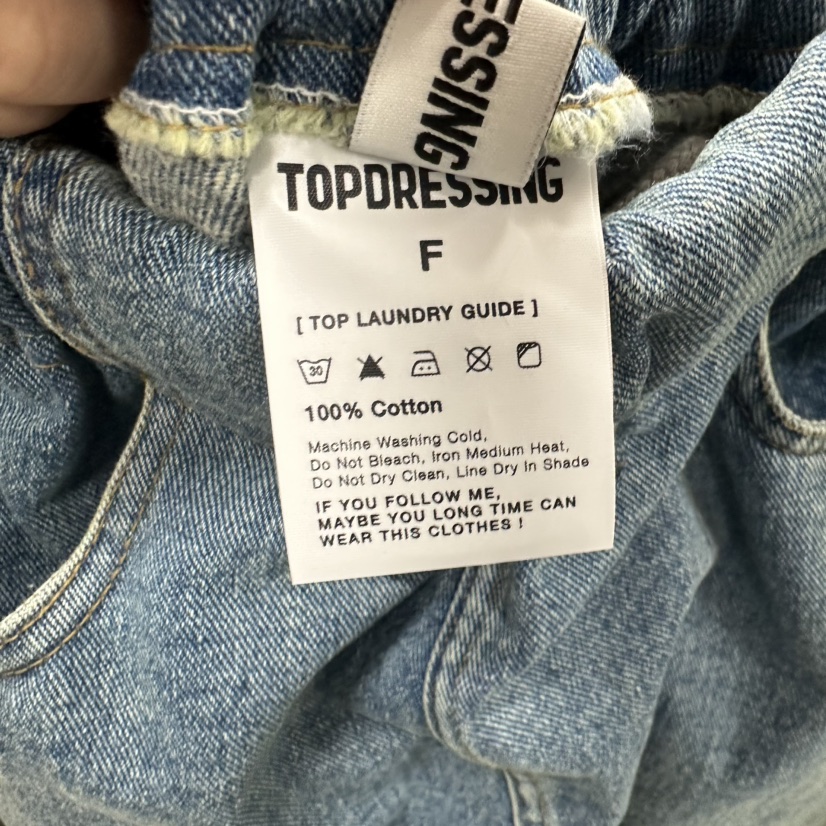 ESSING
TOPDRESSING
F
[ TOP LAUNDRY GUIDE ]
30
100% Cotton
Machine Washing Cold,
Do Not Bleach, Iron Medium Heat,
Do Not Dry Clean, Line Dry In Shade
IF YOU FOLLOW ME,
MAYBE YOU LONG TIME CAN
WEAR THIS CLOTHES !